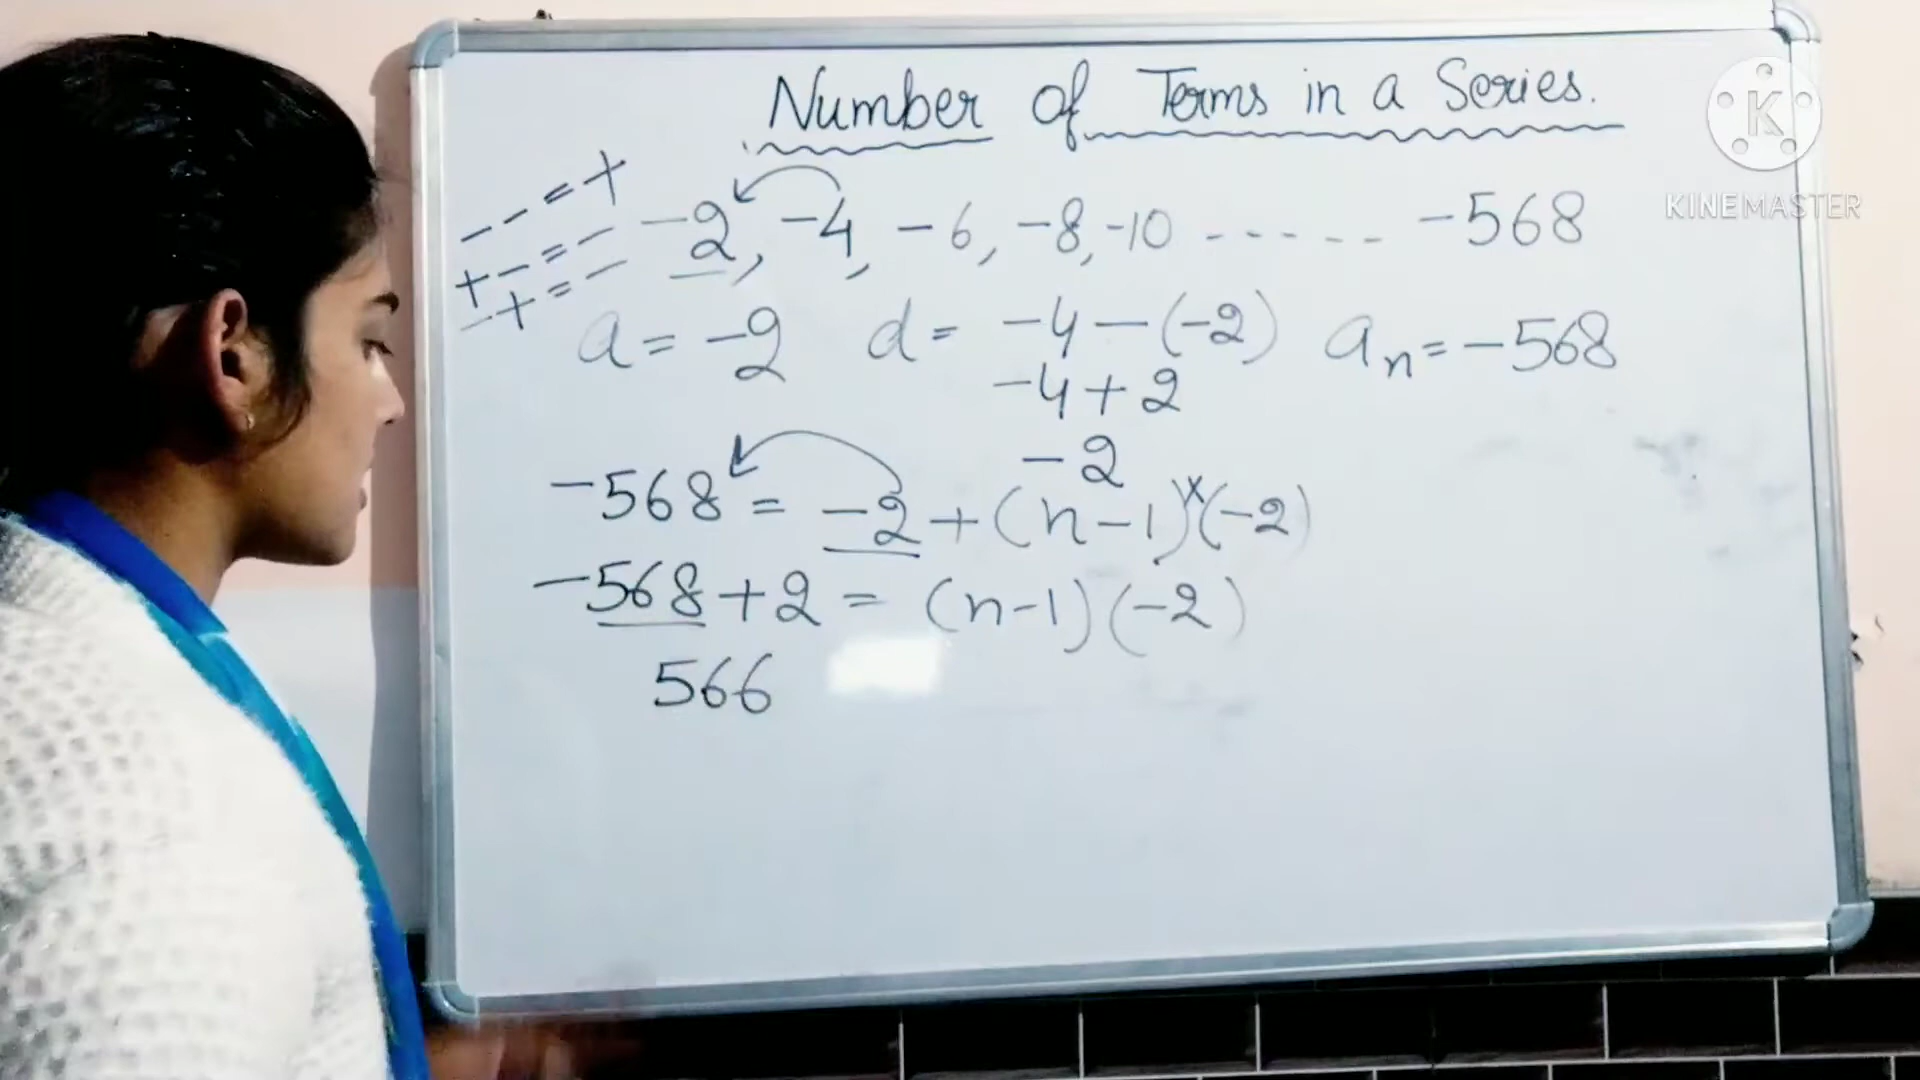 Number of Terms in a Series.
K
KINEMASTER
- - = +
+ - = -
- + = -
-2, -4, -6, -8, -10 ------ -568
a = -2 d = -4-(-2) an = -568
-4+2
-2
-568 = -2+(n-1)×(-2)
-568+2 = (n-1)(-2)
566